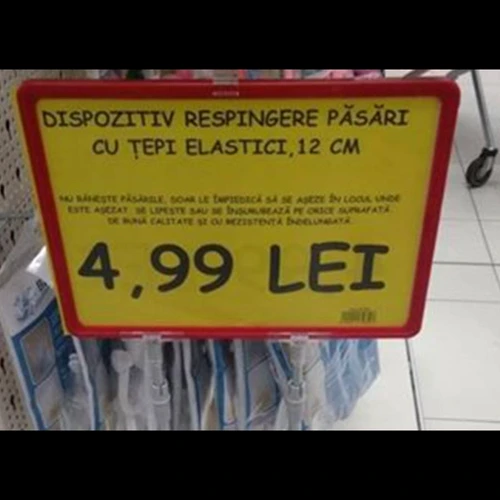 DISPOZITIV RESPINGERE PĂSĂRI
CU ȚEPI ELASTICI, 12 CM
NU RĂNEȘTE PĂSĂRILE, DOAR LE ÎMPIEDICĂ SĂ SE AȘEZE ÎN LOCUL UNDE
ESTE AȘEZAT. SE LIPEȘTE SAU SE ÎNȘURUBEAZĂ PE ORICE SUPRAFAȚĂ.
DE BUNĂ CALITATE ȘI CU REZISTENȚĂ ÎNDELUNGATĂ.
4,99 LEI